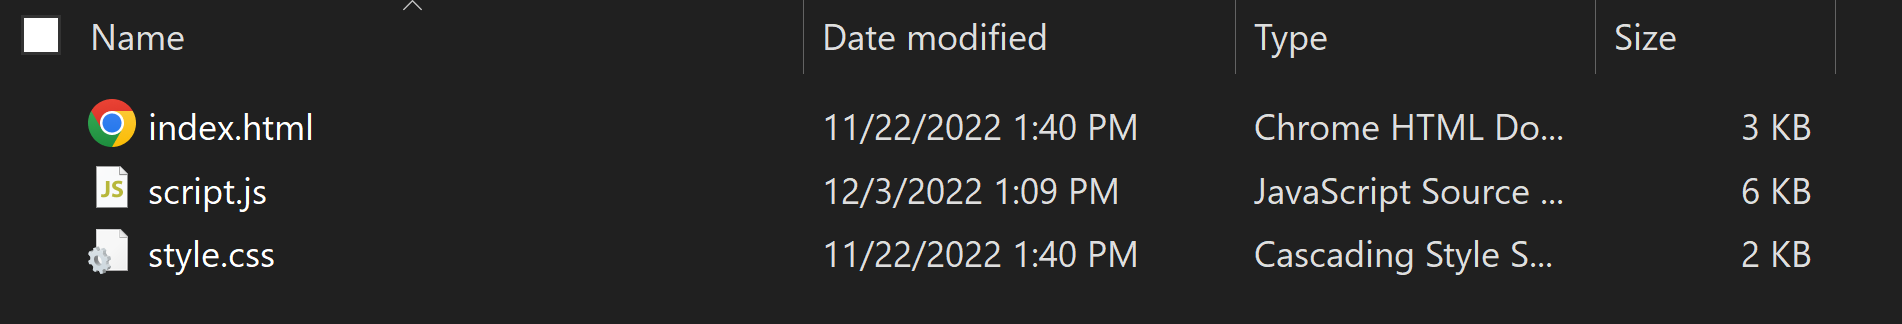 Name Date modified Type Size
index.html 11/22/2022 1:40 PM Chrome HTML Do... 3 KB
JS script.js 12/3/2022 1:09 PM JavaScript Source ... 6 KB
style.css 11/22/2022 1:40 PM Cascading Style S... 2 KB